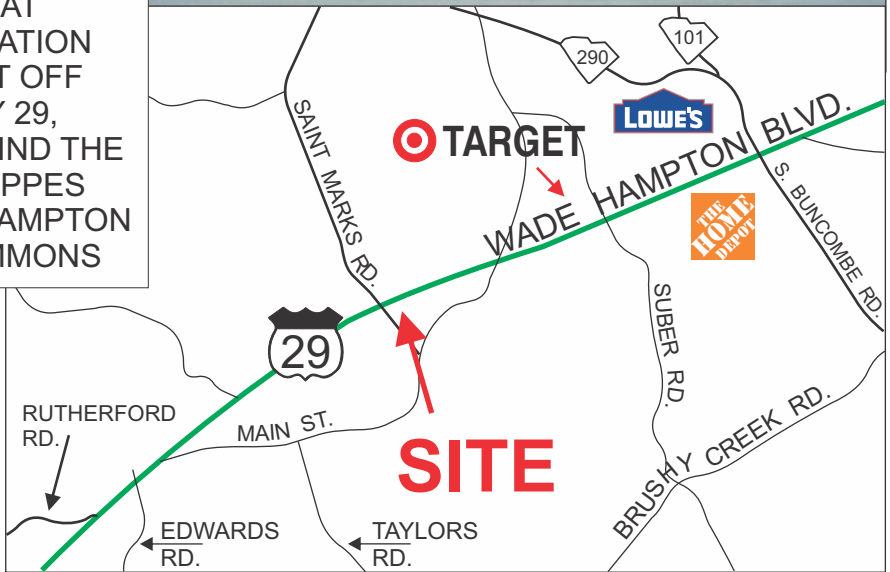 AT
ATION
T OFF
Y 29,
IND THE
PPES
AMPTON
MMONS
290
101
LOWE'S
TARGET
SAINT MARKS RD.
WADE HAMPTON BLVD.
THE
HOME
DEPOT
S. BUNCOMBE RD.
29
SUBER RD.
RUTHERFORD
RD.
MAIN ST.
SITE
BRUSHY CREEK RD.
EDWARDS
RD.
TAYLORS
RD.